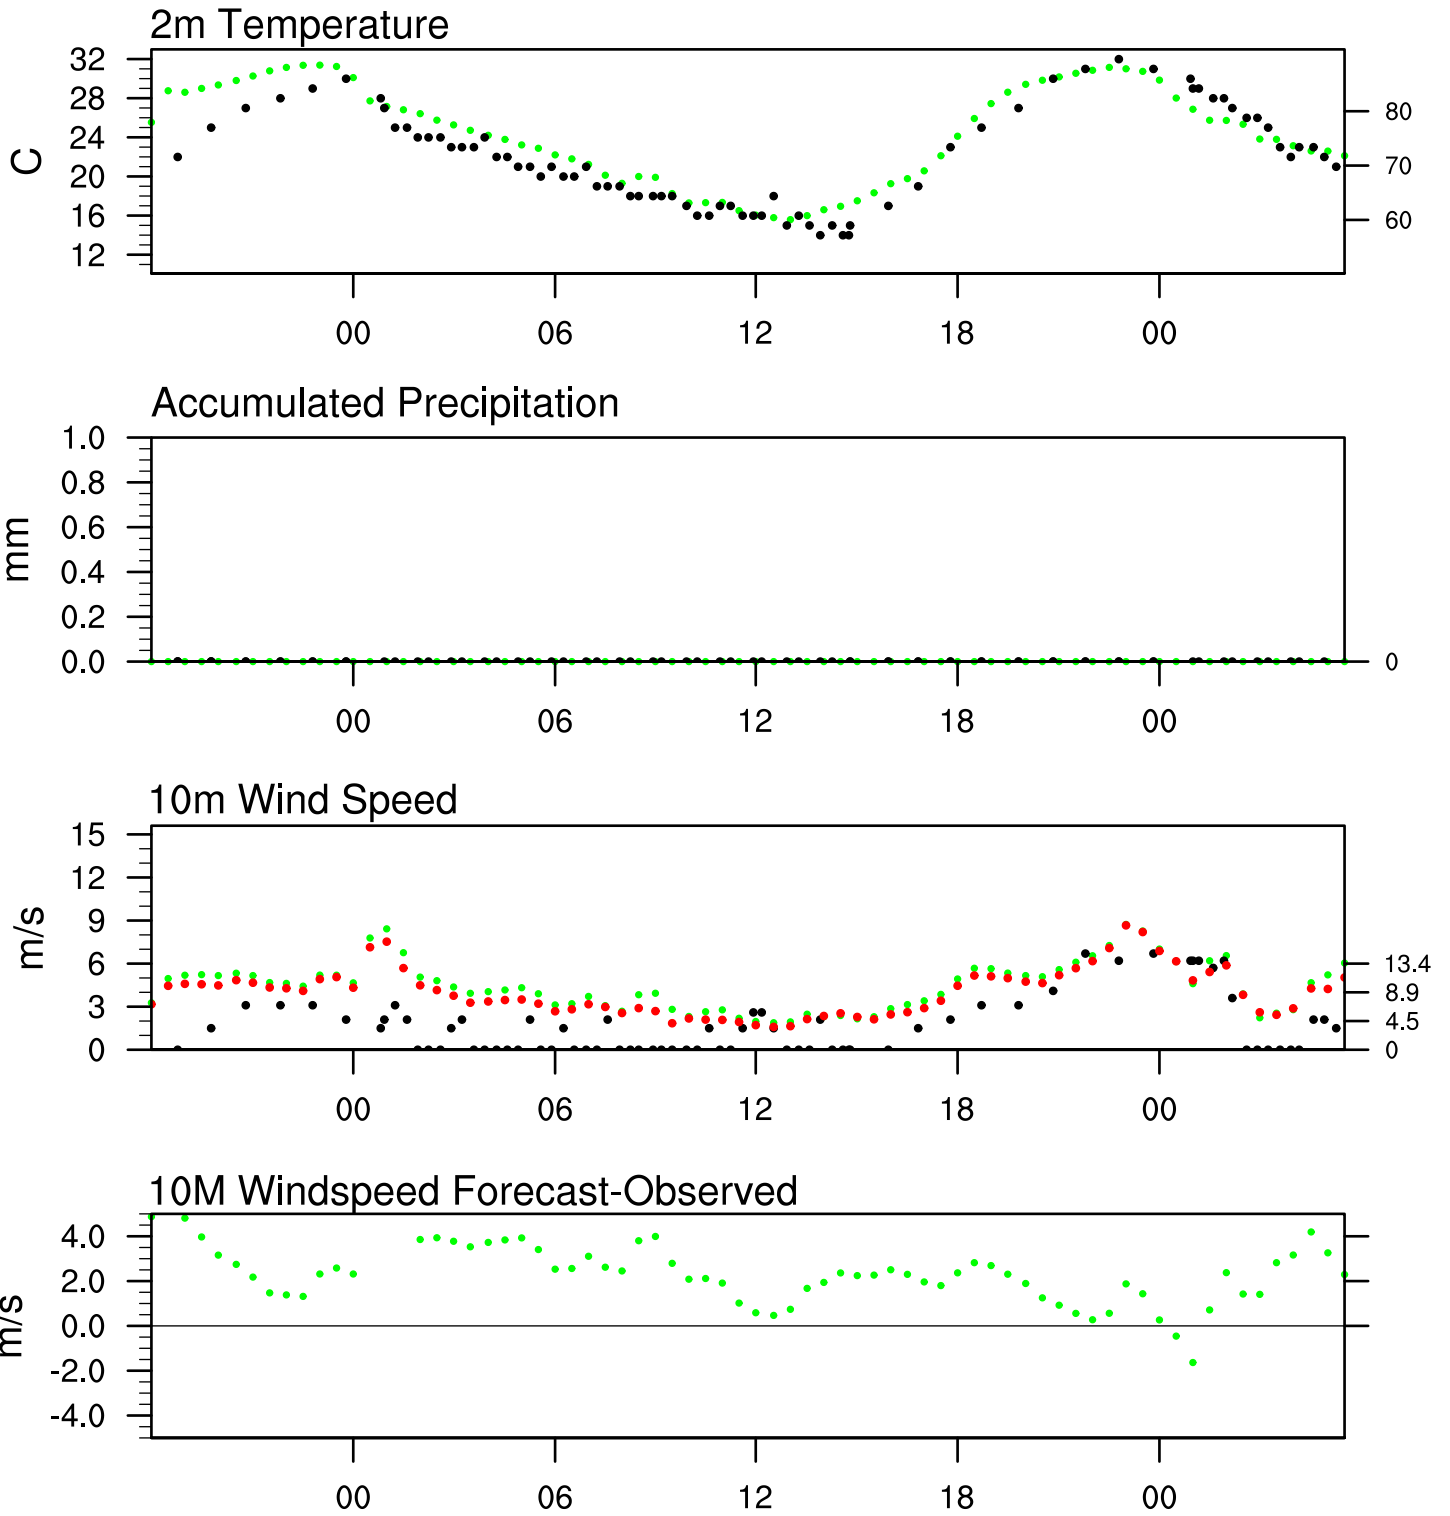 2m Temperature
32
28
24
20
16
12
C
80
70
60
00 06 12 18 00
Accumulated Precipitation
1.0
0.8
0.6
0.4
0.2
0.0
mm
0
00 06 12 18 00
10m Wind Speed
15
12
9
6
3
0
m/s
13.4
8.9
4.5
0
00 06 12 18 00
10M Windspeed Forecast-Observed
4.0
2.0
0.0
-2.0
-4.0
m/s
00 06 12 18 00